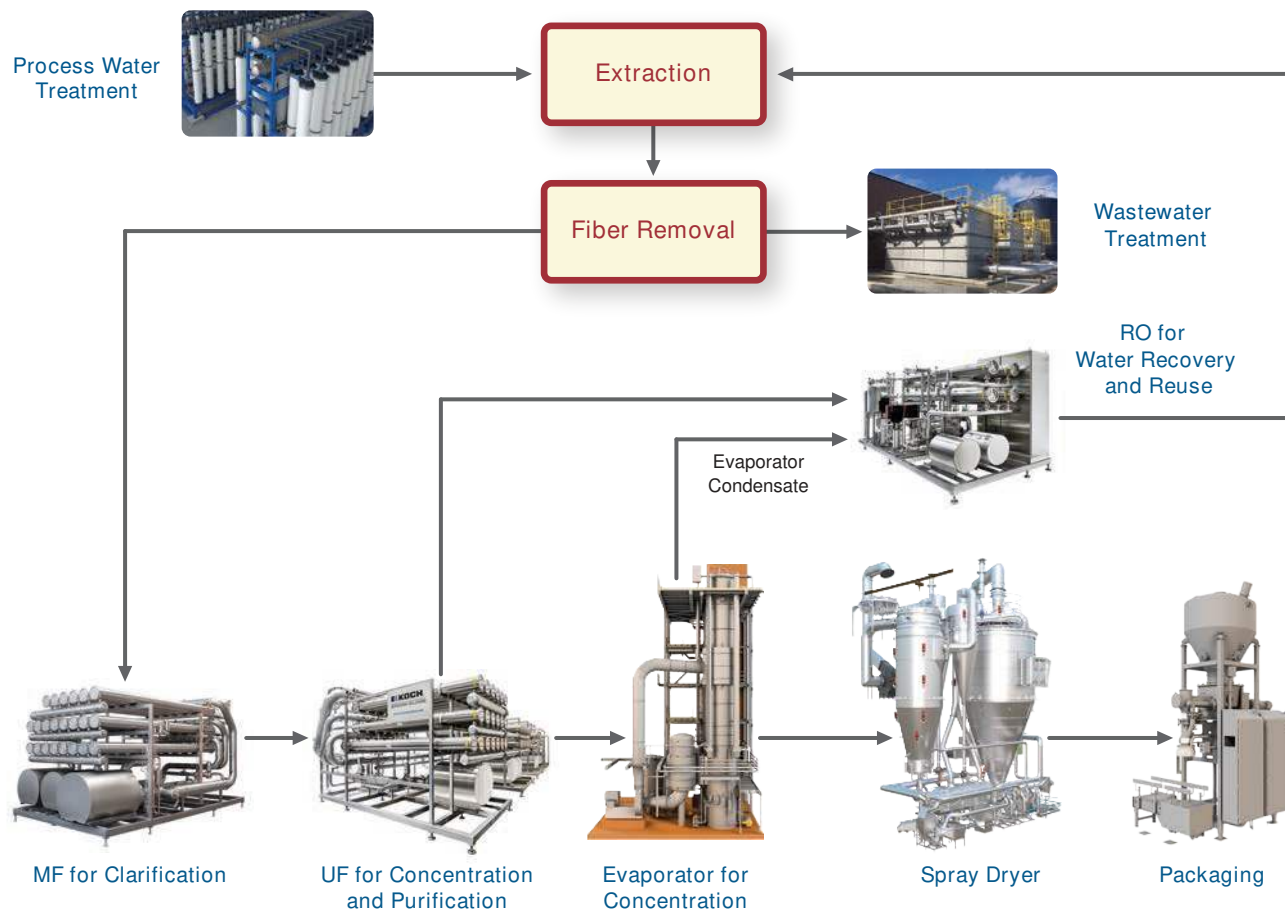 Process Water
Treatment
Extraction
Fiber Removal
Wastewater
Treatment
RO for
Water Recovery
and Reuse
Evaporator
Condensate
KOCH
MF for Clarification
UF for Concentration
and Purification
Evaporator for
Concentration
Spray Dryer
Packaging